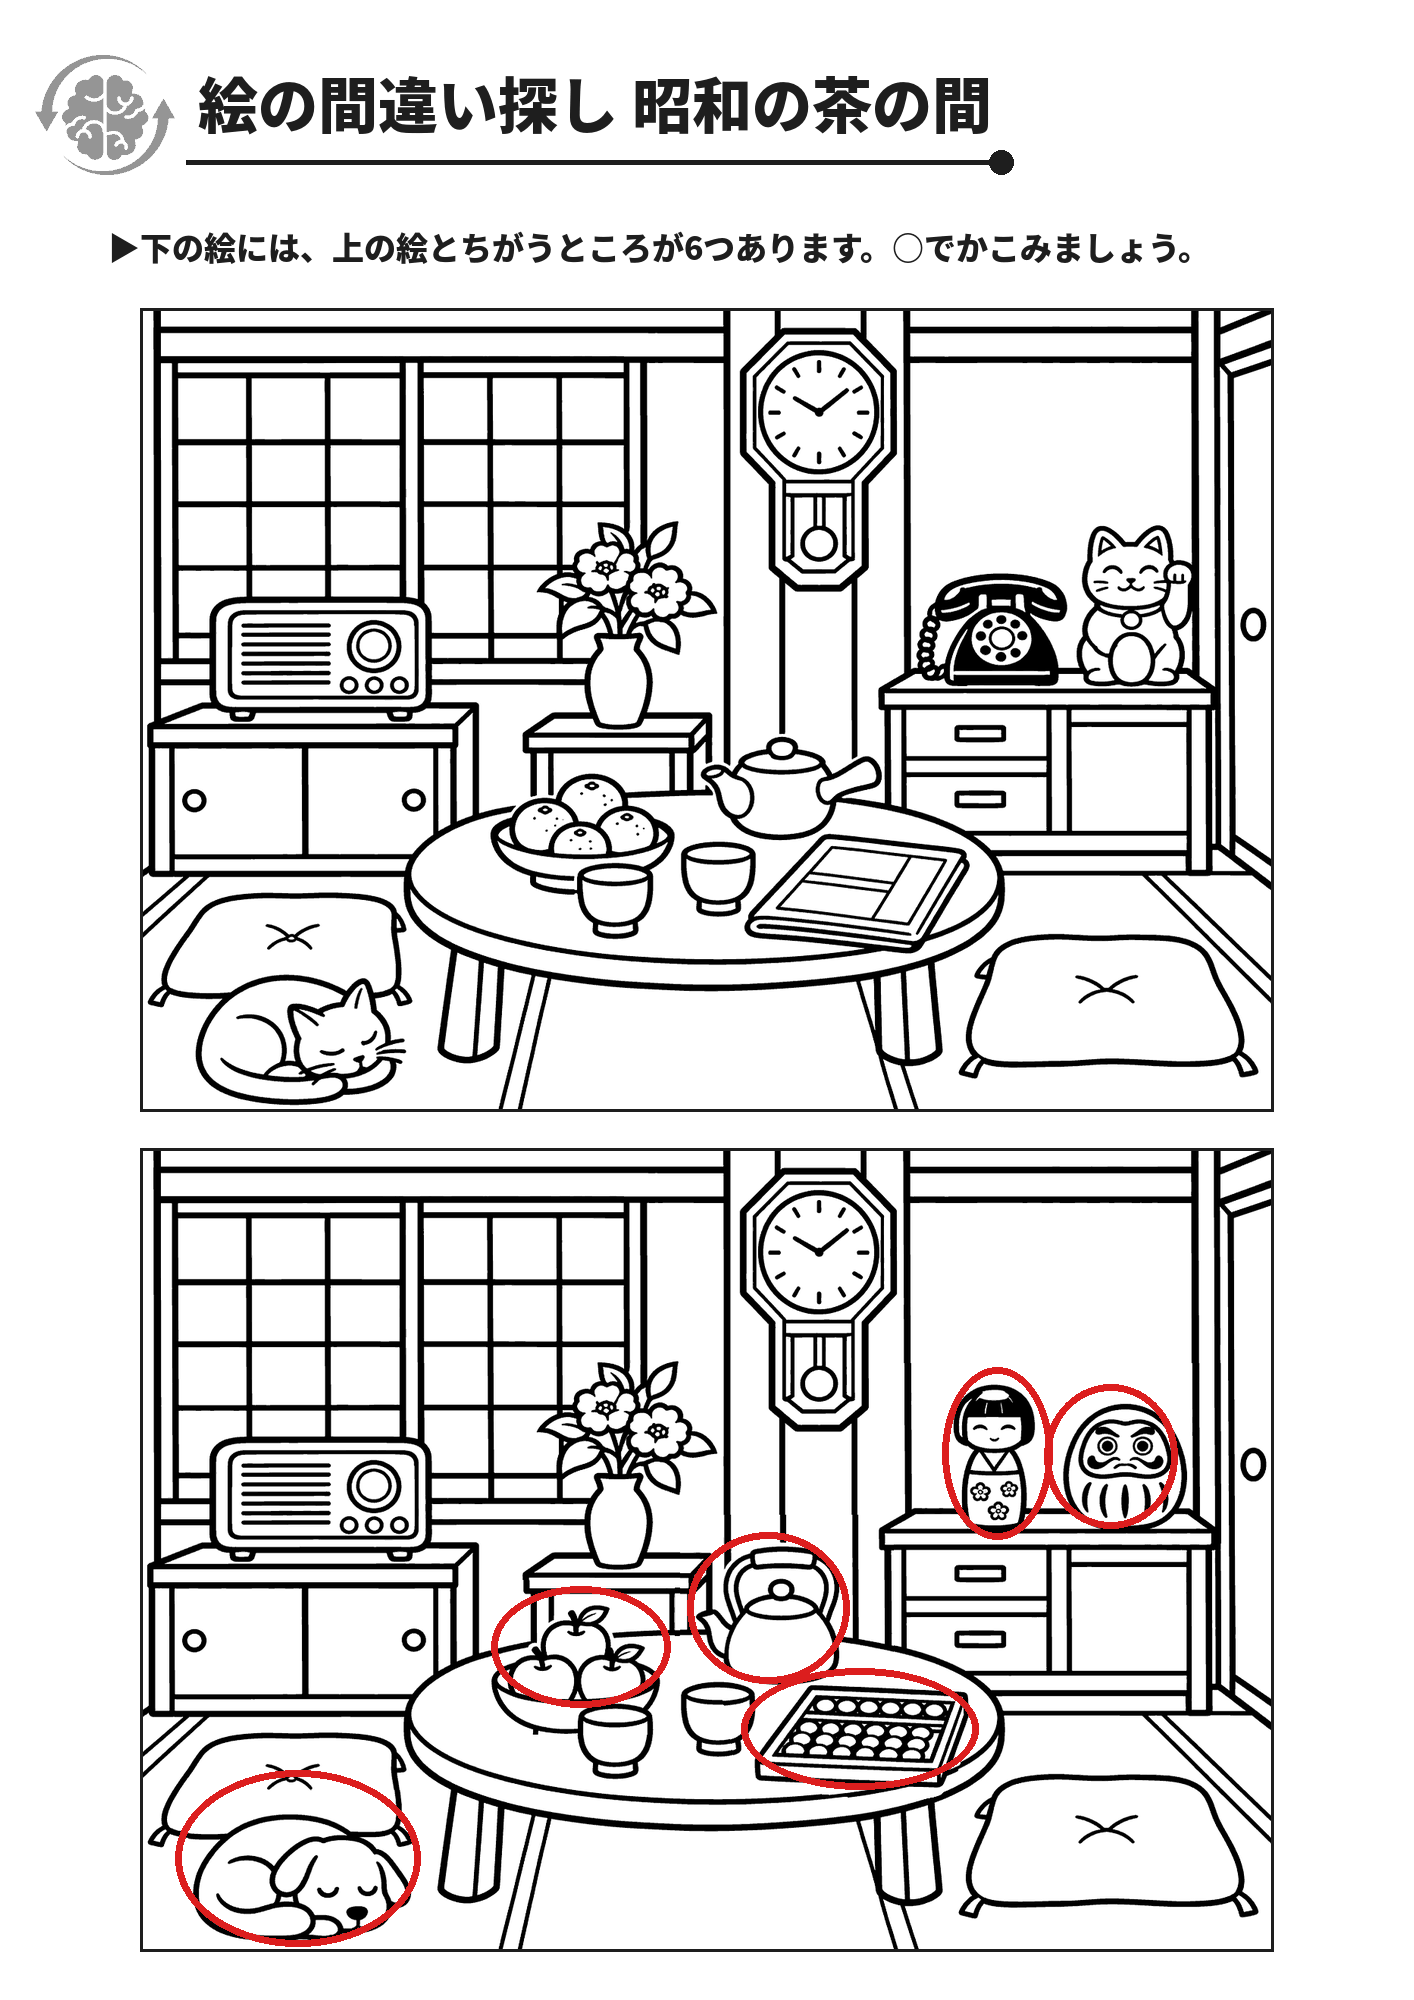 絵の間違い探し 昭和の茶の間
▶下の絵には、上の絵とちがうところが6つあります。○でかこみましょう。